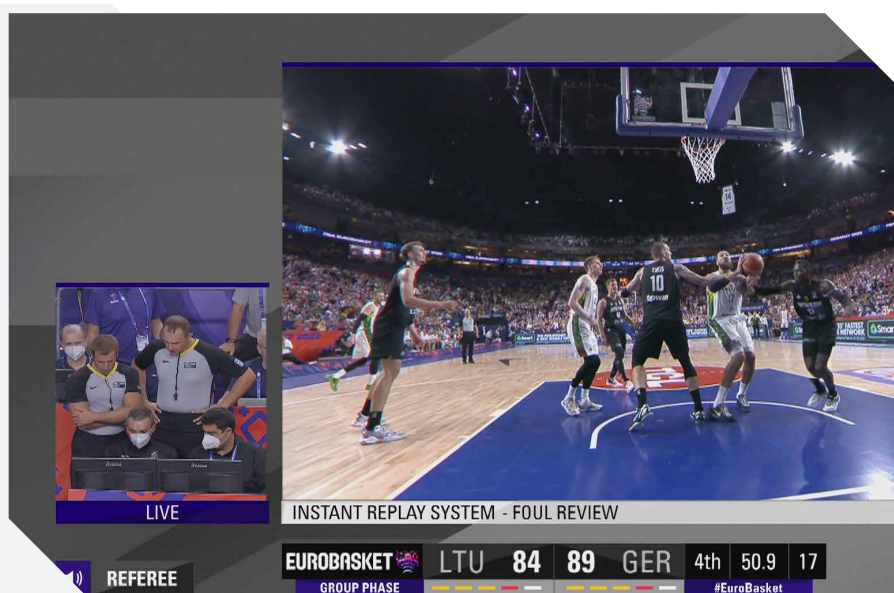 LIVE
INSTANT REPLAY SYSTEM - FOUL REVIEW
REFEREE
EUROBASKET
LTU 84 89 GER 4th 50.9 17
GROUP PHASE
#EuroBasket
10